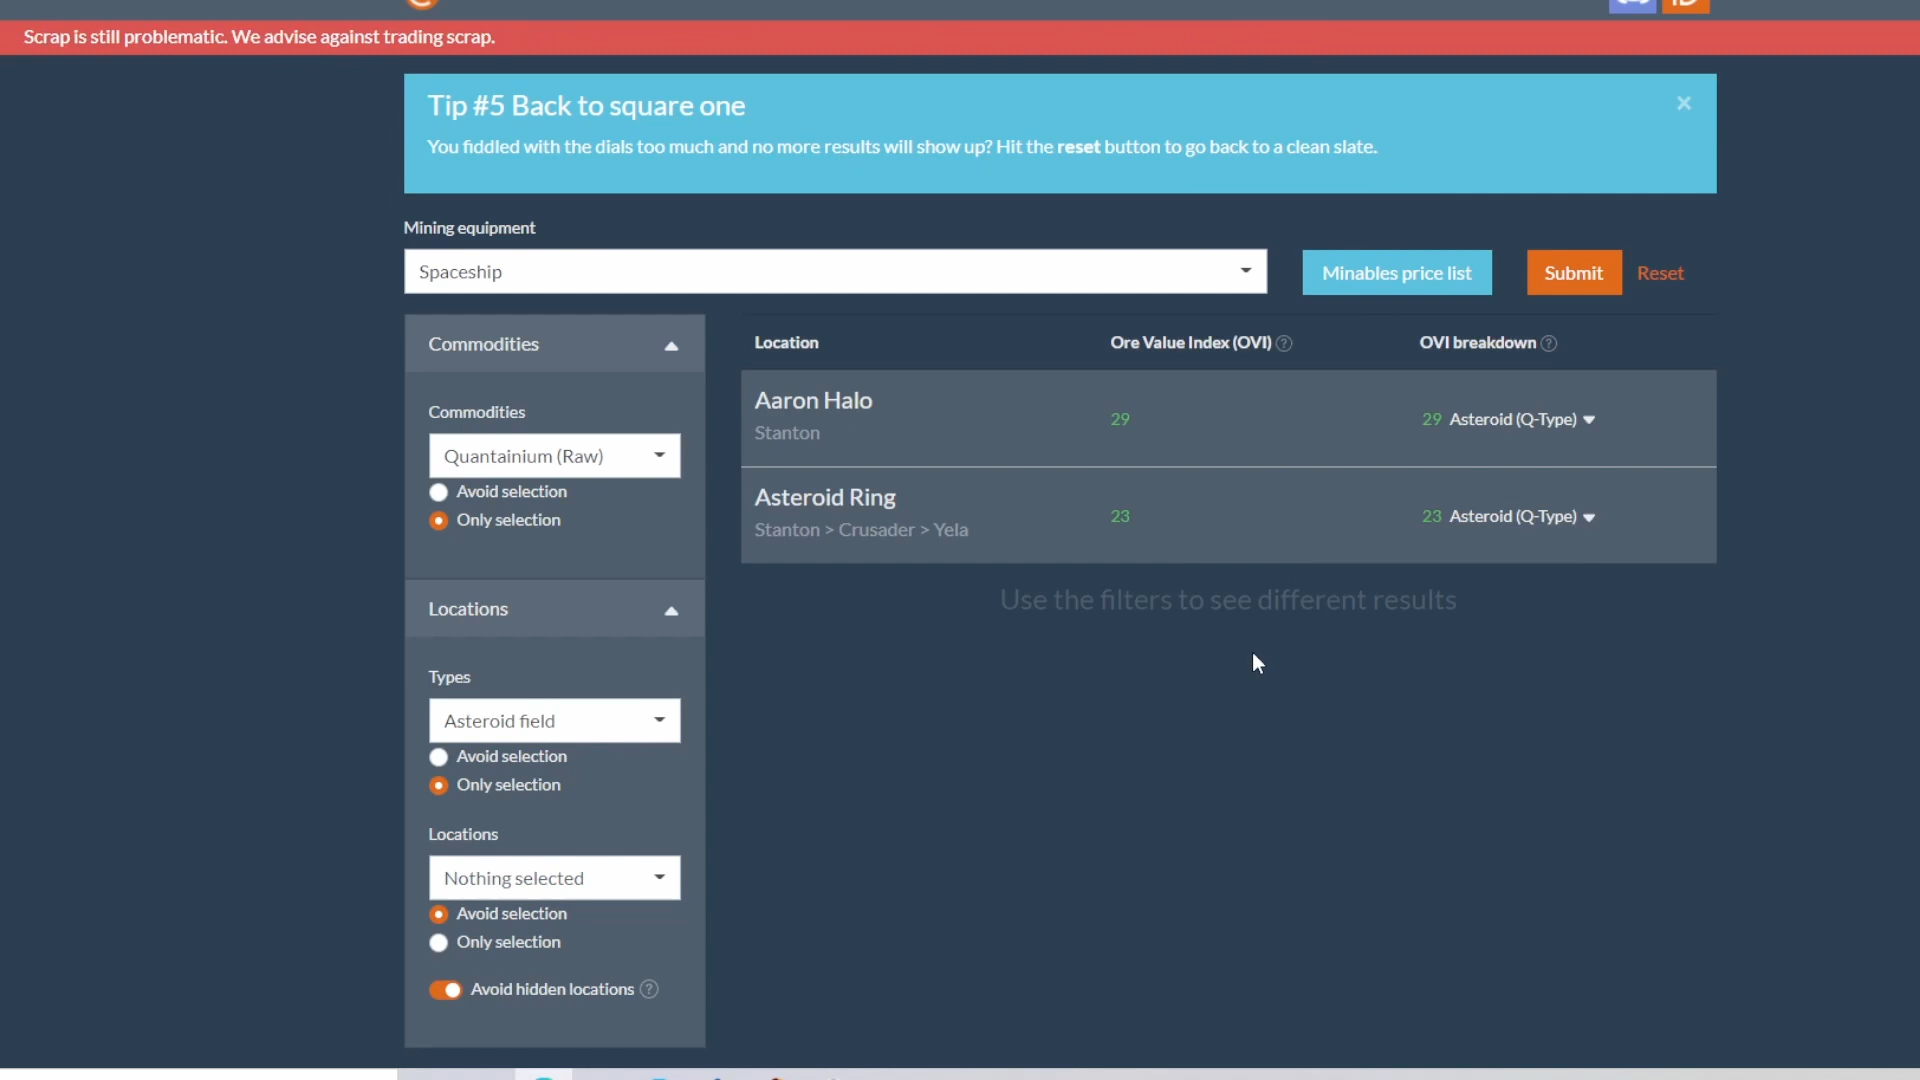 Scrap is still problematic. We advise against trading scrap.
Tip #5 Back to square one
You fiddled with the dials too much and no more results will show up? Hit the reset button to go back to a clean slate.
Mining equipment
Spaceship
Minables price list
Submit
Reset
Commodities
Commodities
Quantainium (Raw)
Avoid selection
Only selection
Locations
Types
Asteroid field
Avoid selection
Only selection
Locations
Nothing selected
Avoid selection
Only selection
Avoid hidden locations
Location
Ore Value Index (OVI)
OVI breakdown
Aaron Halo
Stanton
29
29 Asteroid (Q-Type)
Asteroid Ring
Stanton > Crusader > Yela
23
23 Asteroid (Q-Type)
Use the filters to see different results